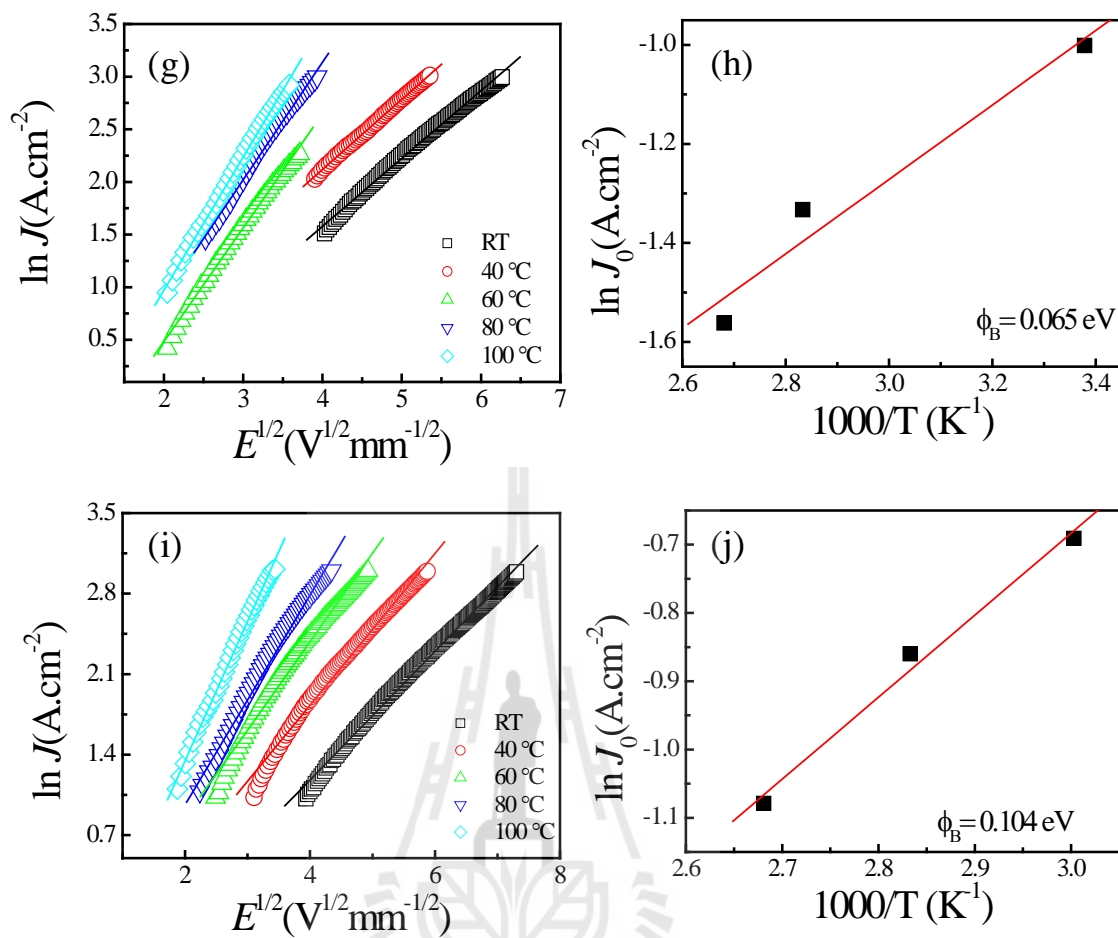 (g)
3.5
3.0
2.5
2.0
1.5
1.0
0.5
ln J(A.cm⁻²)
RT
40 °C
60 °C
80 °C
100 °C
2 3 4 5 6 7
E^1/2(V^1/2mm^-1/2)
(h)
-1.0
-1.2
-1.4
-1.6
ln J₀(A.cm⁻²)
ϕ_B = 0.065 eV
2.6 2.8 3.0 3.2 3.4
1000/T (K⁻¹)
(i)
3.5
2.8
2.1
1.4
0.7
ln J(A.cm⁻²)
RT
40 °C
60 °C
80 °C
100 °C
2 4 6 8
E^1/2(V^1/2mm^-1/2)
(j)
-0.7
-0.8
-0.9
-1.0
-1.1
ln J₀(A.cm⁻²)
ϕ_B = 0.104 eV
2.6 2.7 2.8 2.9 3.0
1000/T (K⁻¹)